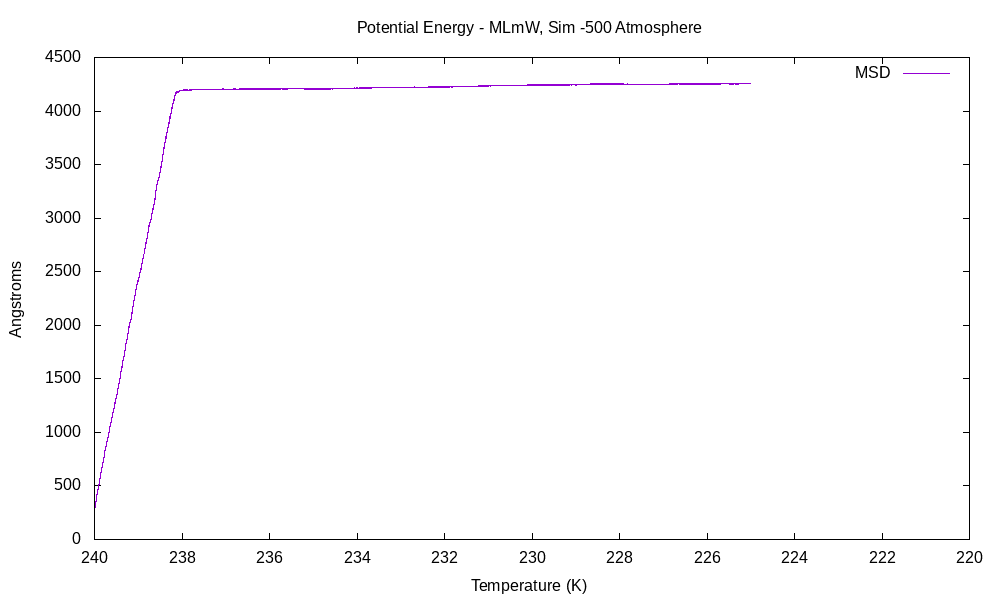 Potential Energy - MLmW, Sim -500 Atmosphere
MSD
4500
4000
3500
3000
2500
2000
1500
1000
500
0
Angstroms
240 238 236 234 232 230 228 226 224 222 220
Temperature (K)